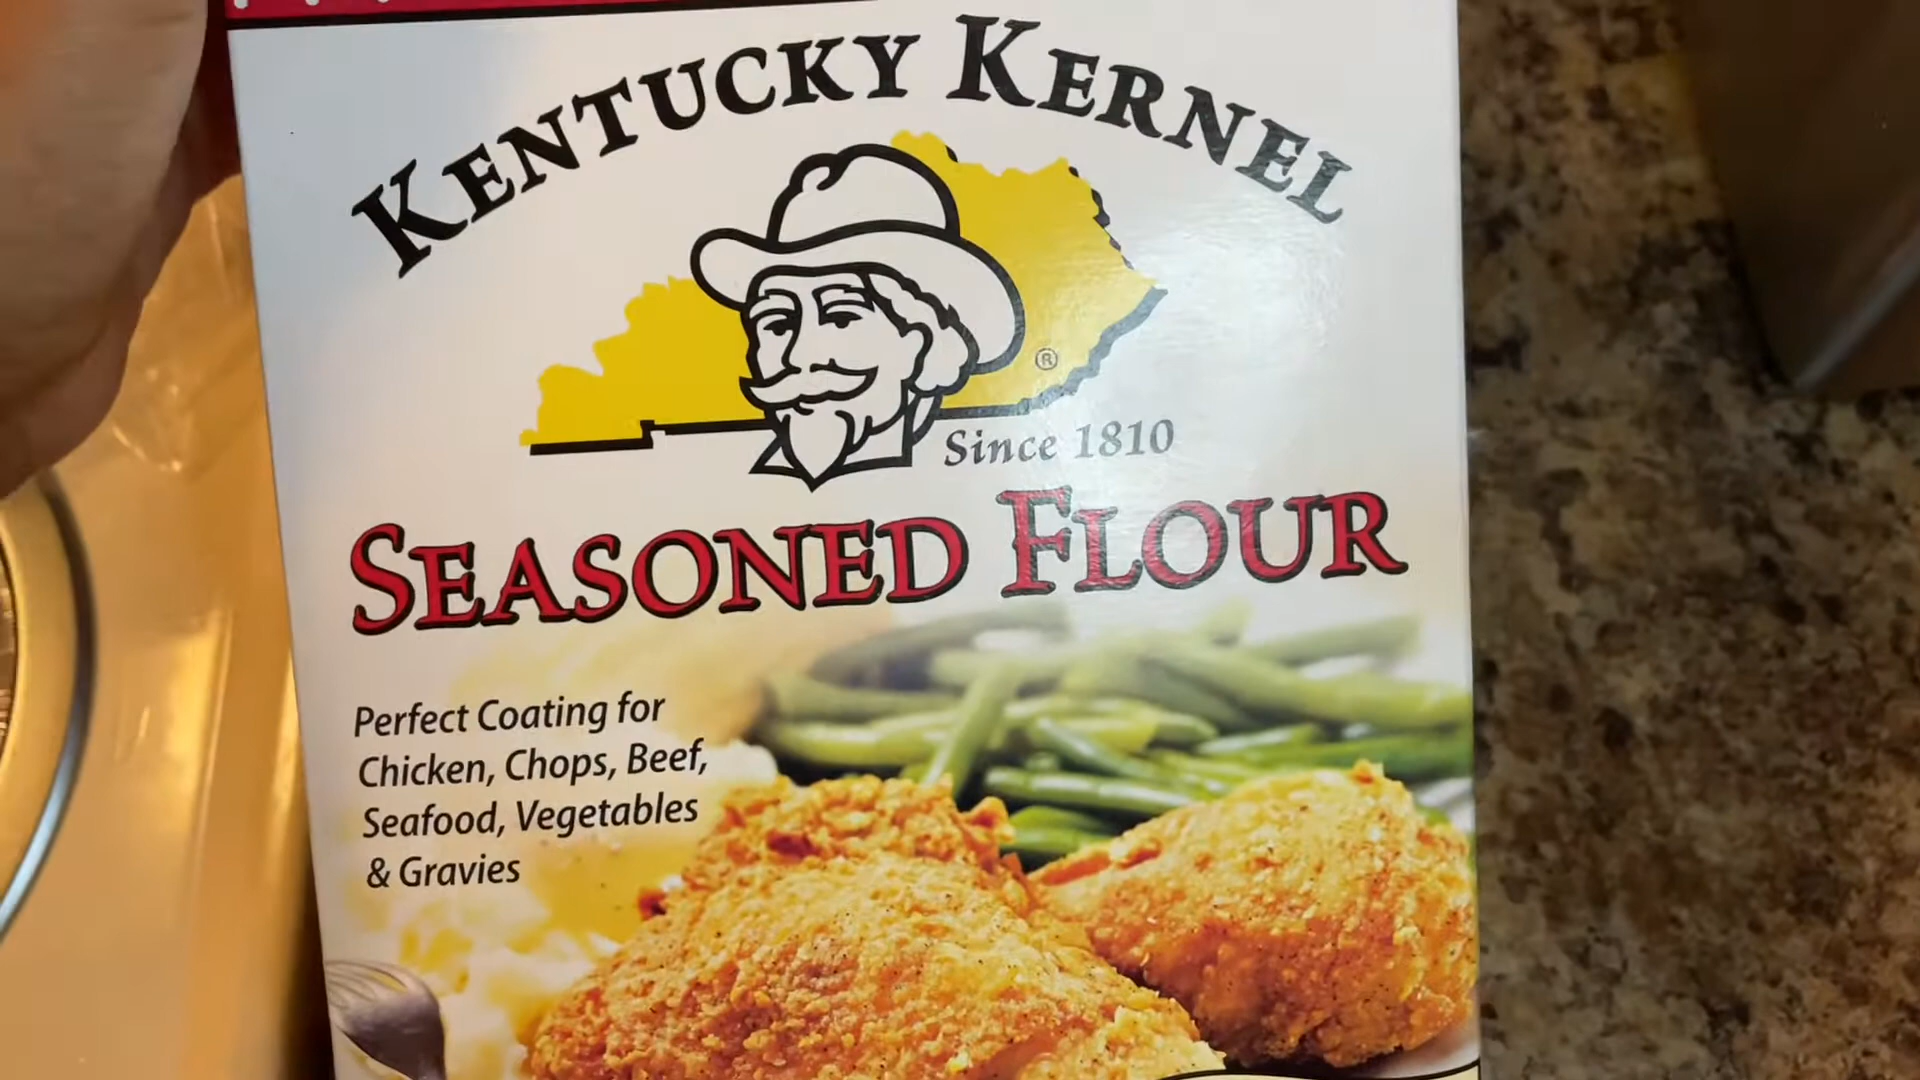 KENTUCKY KERNEL
®
Since 1810
SEASONED FLOUR
Perfect Coating for
Chicken, Chops, Beef,
Seafood, Vegetables
& Gravies